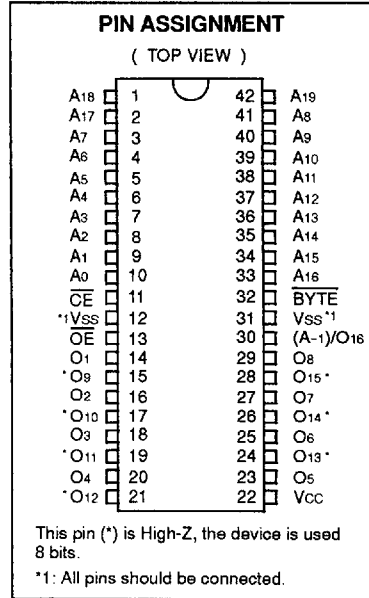 PIN ASSIGNMENT
( TOP VIEW )
A18 1 42 A19
A17 2 41 A8
A7 3 40 A9
A6 4 39 A10
A5 5 38 A11
A4 6 37 A12
A3 7 36 A13
A2 8 35 A14
A1 9 34 A15
A0 10 33 A16
C̅E̅ 11 32 B̅Y̅T̅E̅
*1VSS 12 31 VSS*1
O̅E̅ 13 30 (A-1)/O16
O1 14 29 O8
*O9 15 28 O15*
O2 16 27 O7
*O10 17 26 O14*
O3 18 25 O6
*O11 19 24 O13*
O4 20 23 O5
*O12 21 22 VCC
This pin (*) is High-Z, the device is used
8 bits.
*1: All pins should be connected.